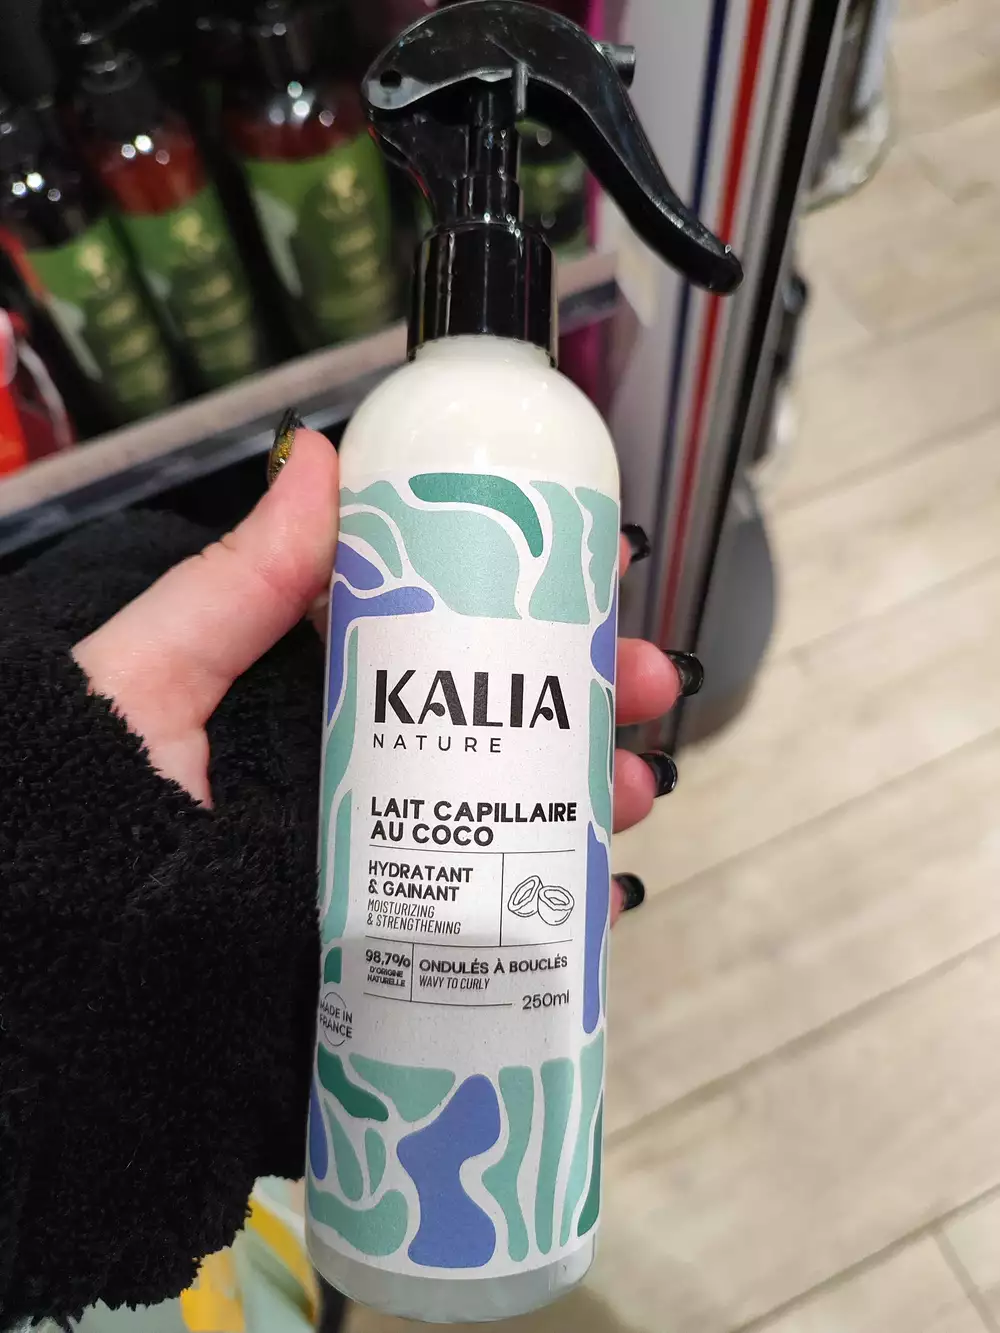 KALIA
NATURE
LAIT CAPILLAIRE
AU COCO
HYDRATANT
& GAINANT
MOISTURIZING
& STRENGTHENING
98,7%
D'ORIGINE
NATURELLE
ONDULÉS À BOUCLÉS
WAVY TO CURLY
250ml
MADE IN
FRANCE